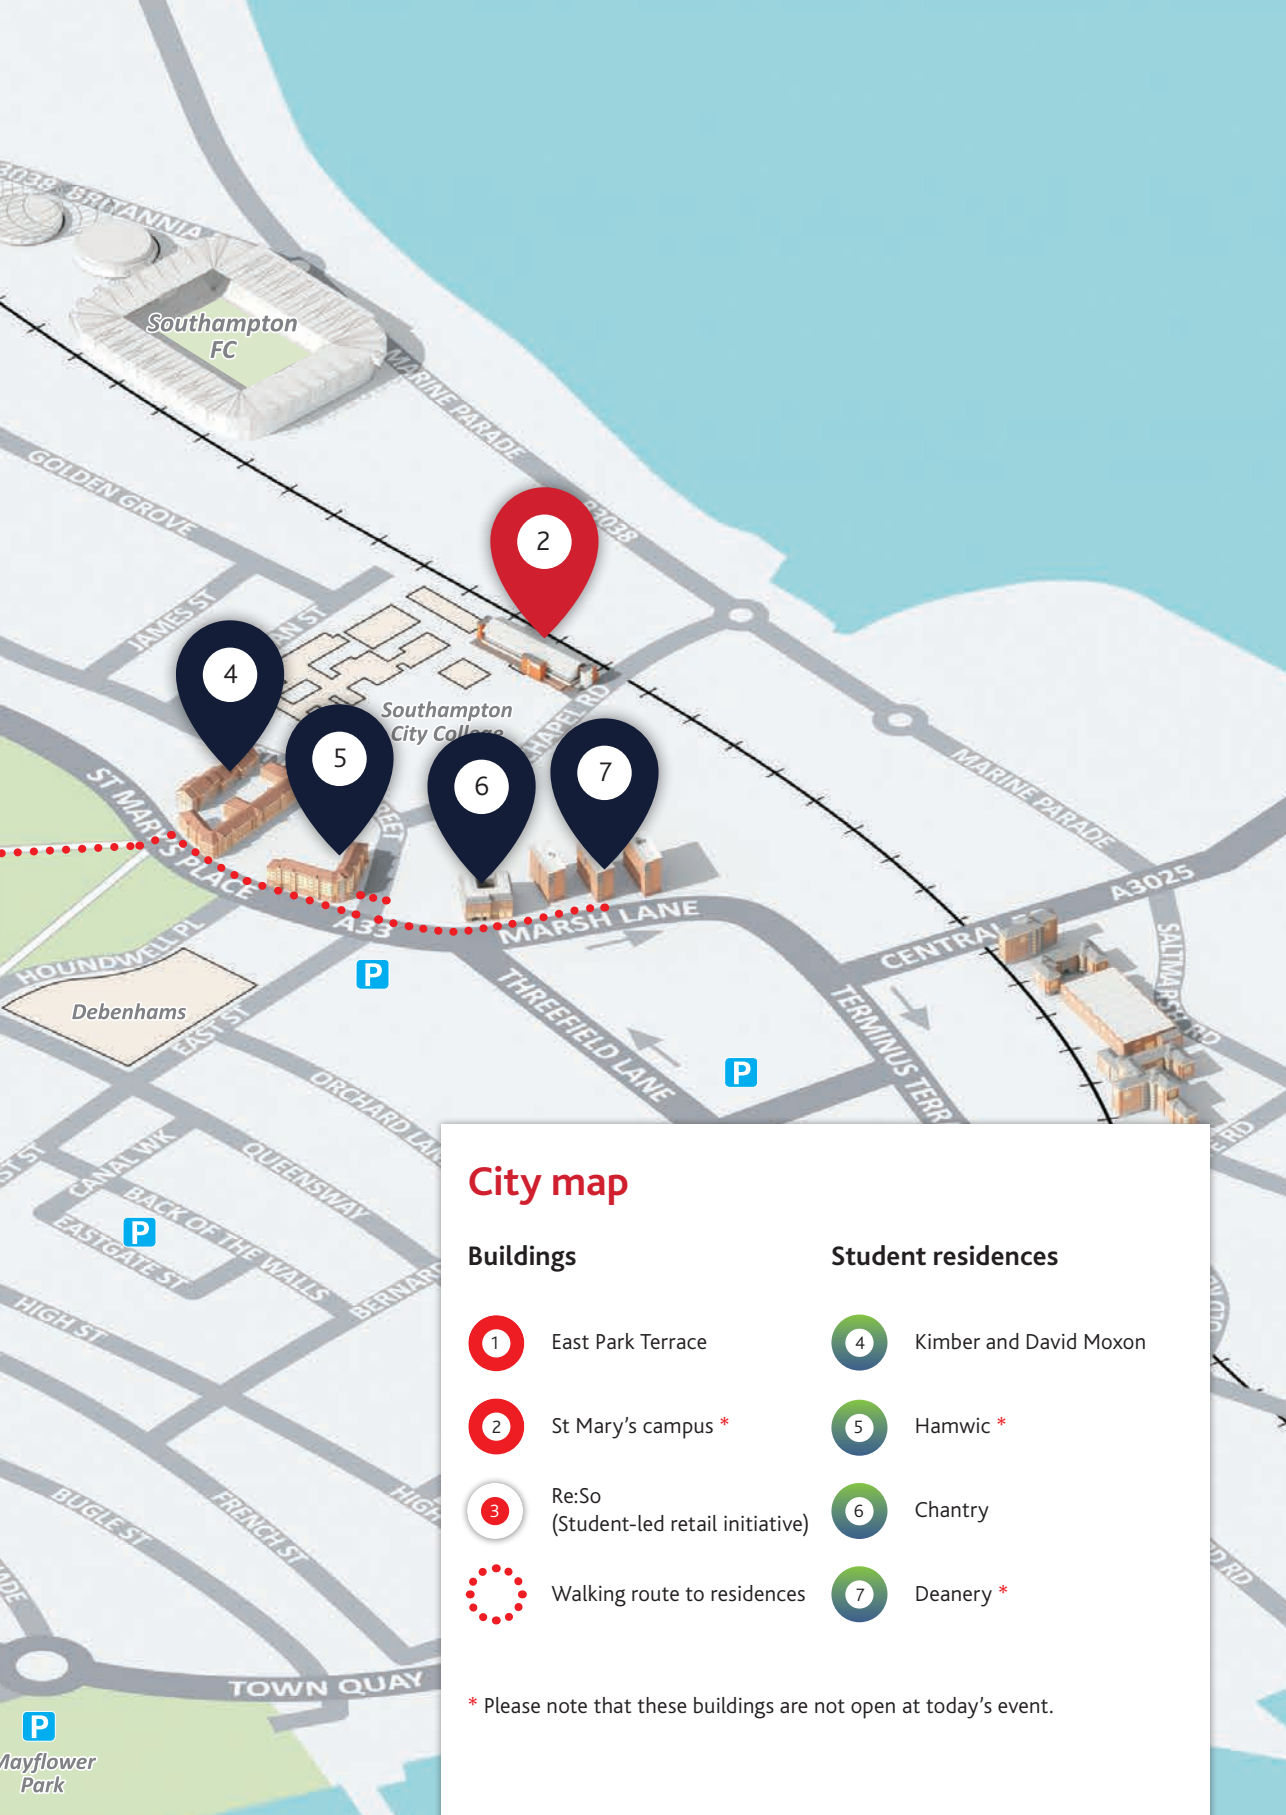 BRITANNIA
Southampton
FC
MARINE PARADE
B3038
GOLDEN GROVE
2
JAMES ST
4
Southampton
City College
CHAPEL RD
5
6
7
MARINE PARADE
ST MARY'S PLACE
A3025
A33
MARSH LANE
CENTRAL
SALTMARSH RD
HOUNDWELL PL
P
Debenhams
EAST ST
THREEFIELD LANE
TERMINUS TERR
P
ORCHARD LAN
CANAL WK
QUEENSWAY
BACK OF THE WALLS
P
EASTGATE ST
BERNARD
HIGH ST
HIGH
BUGLE ST
FRENCH ST
TOWN QUAY
P
Mayflower
Park
City map
Buildings
1 East Park Terrace
2 St Mary's campus *
3 Re:So
(Student-led retail initiative)
Walking route to residences
Student residences
4 Kimber and David Moxon
5 Hamwic *
6 Chantry
7 Deanery *
* Please note that these buildings are not open at today's event.